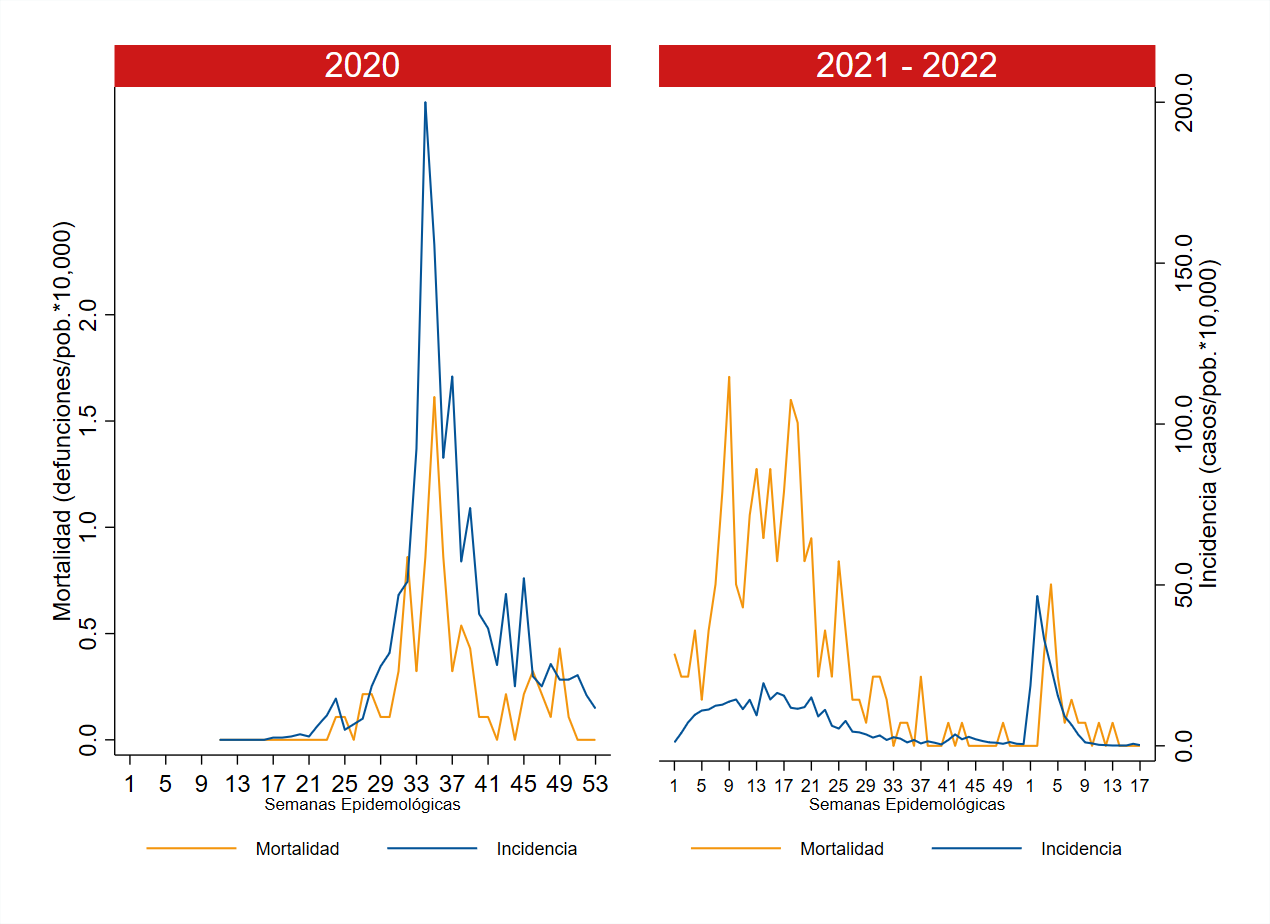 2020
2021 - 2022
Mortalidad (defunciones/pob.*10,000)
0.0 0.5 1.0 1.5 2.0
1 5 9 13 17 21 25 29 33 37 41 45 49 53
Semanas Epidemológicas
Mortalidad Incidencia
Incidencia (casos/pob.*10,000)
0.0 50.0 100.0 150.0 200.0
1 5 9 13 17 21 25 29 33 37 41 45 49 1 5 9 13 17
Semanas Epidemológicas
Mortalidad Incidencia